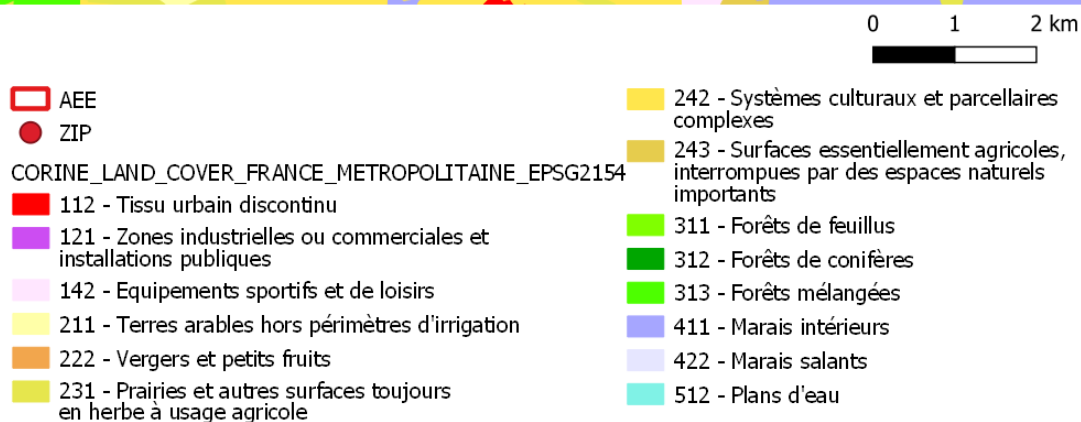 0 1 2 km
AEE
ZIP
CORINE_LAND_COVER_FRANCE_METROPOLITAINE_EPSG2154
112 - Tissu urbain discontinu
121 - Zones industrielles ou commerciales et
installations publiques
142 - Equipements sportifs et de loisirs
211 - Terres arables hors périmètres d'irrigation
222 - Vergers et petits fruits
231 - Prairies et autres surfaces toujours
en herbe à usage agricole
242 - Systèmes culturaux et parcellaires
complexes
243 - Surfaces essentiellement agricoles,
interrompues par des espaces naturels
importants
311 - Forêts de feuillus
312 - Forêts de conifères
313 - Forêts mélangées
411 - Marais intérieurs
422 - Marais salants
512 - Plans d'eau